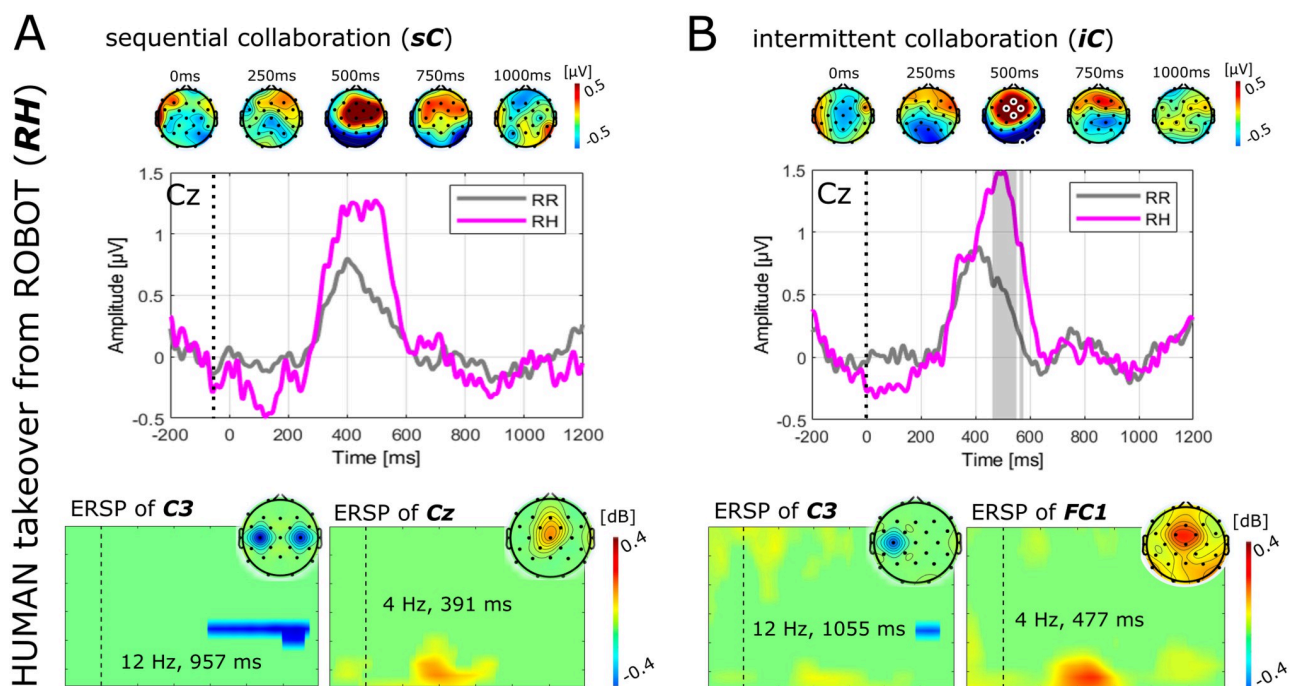 HUMAN takeover from ROBOT (RH)
A
sequential collaboration (sC)
0ms 250ms 500ms 750ms 1000ms
[µV]
0.5
-0.5
Cz
RR
RH
1.5
1
0.5
0
-0.5
Amplitude [µV]
-200 0 200 400 600 800 1000 1200
Time [ms]
ERSP of C3
12 Hz, 957 ms
ERSP of Cz
4 Hz, 391 ms
[dB]
0.4
-0.4
B
intermittent collaboration (iC)
0ms 250ms 500ms 750ms 1000ms
[µV]
0.5
-0.5
Cz
RR
RH
1.5
1
0.5
0
-0.5
Amplitude [µV]
-200 0 200 400 600 800 1000 1200
Time [ms]
ERSP of C3
12 Hz, 1055 ms
ERSP of FC1
4 Hz, 477 ms
[dB]
0.4
-0.4